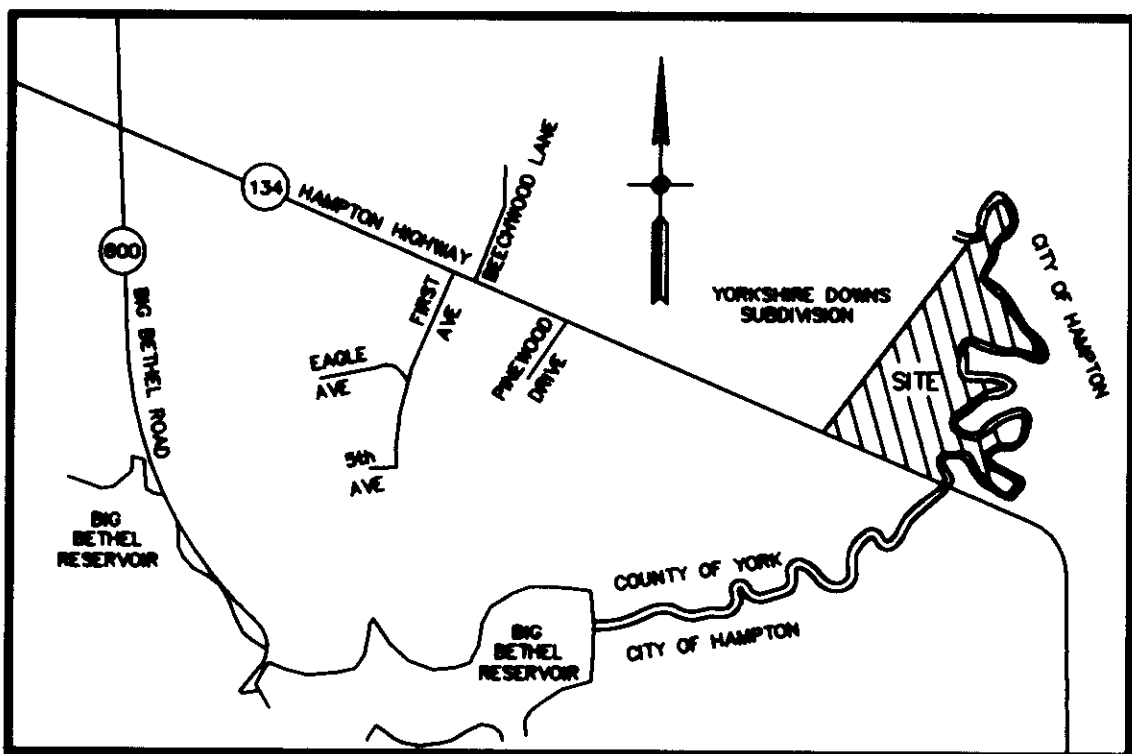 134
HAMPTON HIGHWAY
BEECHWOOD LANE
600
BIG BETHEL ROAD
FIRST
AVE
EAGLE
AVE
5th
AVE
PINEWOOD
DRIVE
YORKSHIRE DOWNS
SUBDIVISION
CITY OF HAMPTON
SITE
BIG
BETHEL
RESERVOIR
COUNTY OF YORK
CITY OF HAMPTON
BIG
BETHEL
RESERVOIR